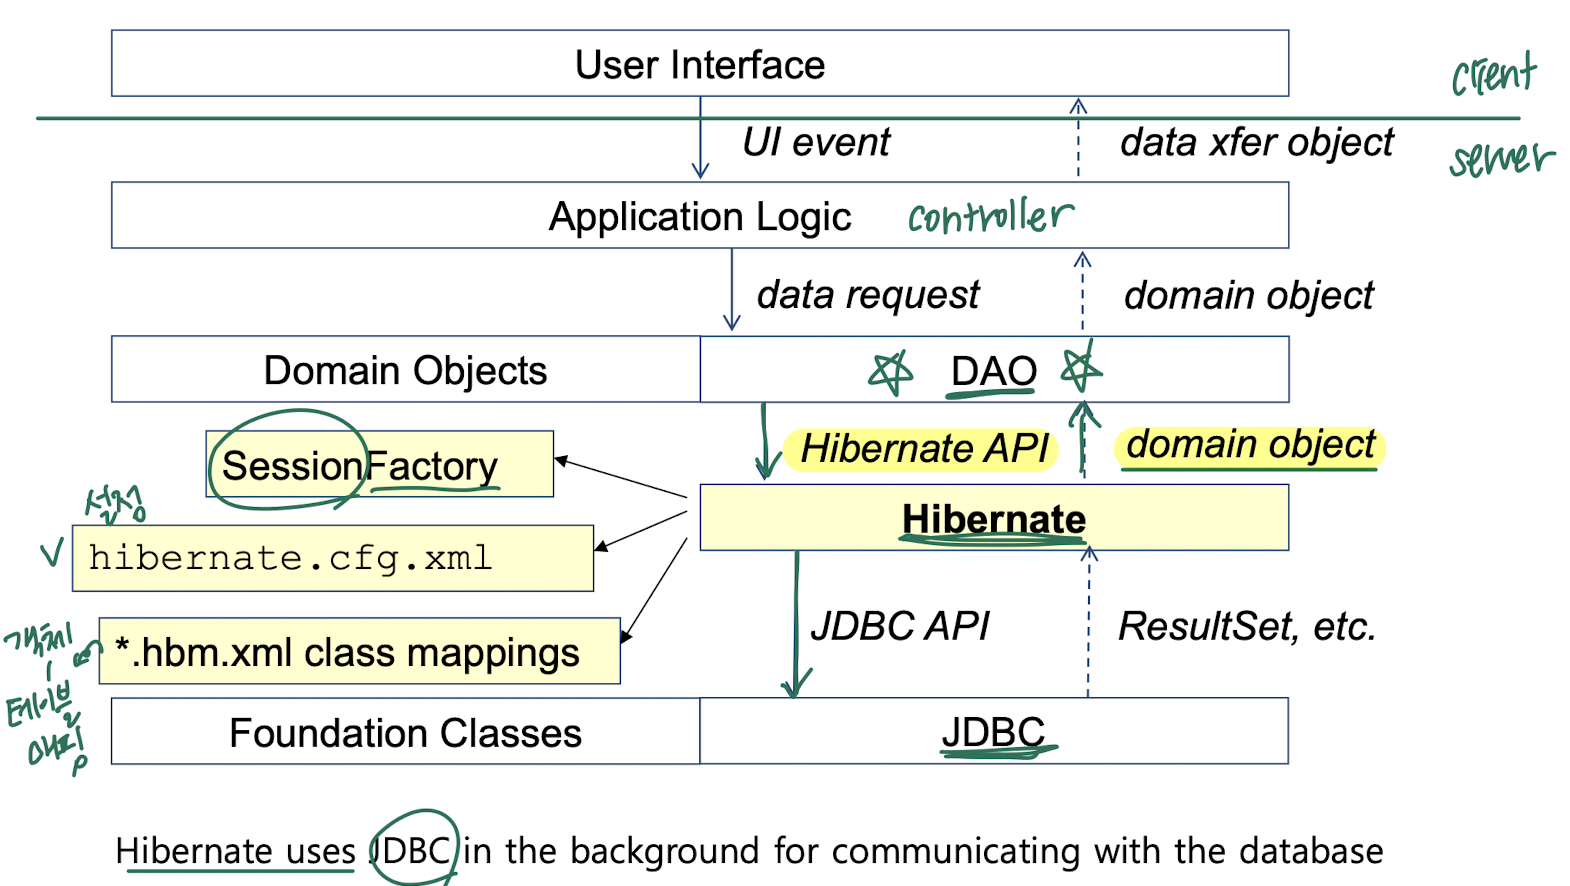 User Interface
client
UI event
data xfer object
server
Application Logic
controller
data request
domain object
Domain Objects
DAO
Hibernate API
domain object
SessionFactory
설정
Hibernate
hibernate.cfg.xml
객체
테이블
매핑
*.hbm.xml class mappings
JDBC API
ResultSet, etc.
Foundation Classes
JDBC
Hibernate uses JDBC in the background for communicating with the database